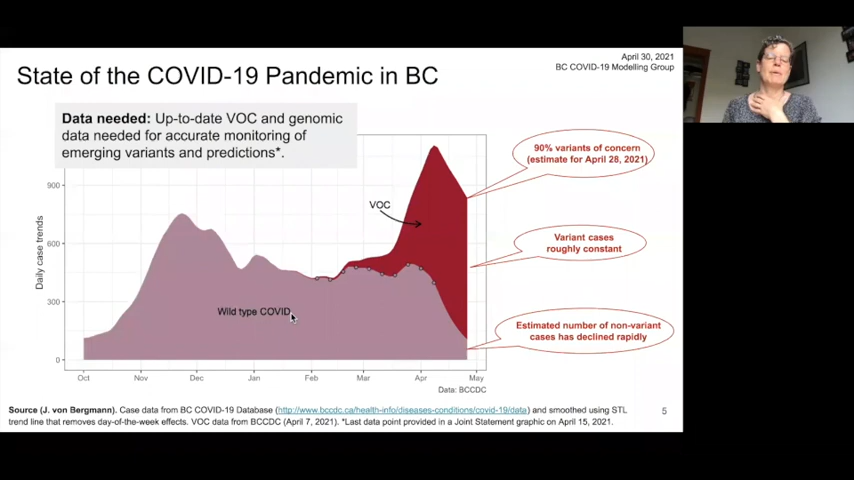 April 30, 2021
BC COVID-19 Modelling Group
State of the COVID-19 Pandemic in BC
Data needed: Up-to-date VOC and genomic
data needed for accurate monitoring of
emerging variants and predictions*.
90% variants of concern
(estimate for April 28, 2021)
900
VOC
Variant cases
roughly constant
600
Daily case trends
300
Wild type COVID
Estimated number of non-variant
cases has declined rapidly
0
Oct Nov Dec Jan Feb Mar Apr May
Data: BCCDC
Source (J. von Bergmann). Case data from BC COVID-19 Database (http://www.bccdc.ca/health-info/diseases-conditions/covid-19/data) and smoothed using STL
trend line that removes day-of-the-week effects. VOC data from BCCDC (April 7, 2021). *Last data point provided in a Joint Statement graphic on April 15, 2021.
5